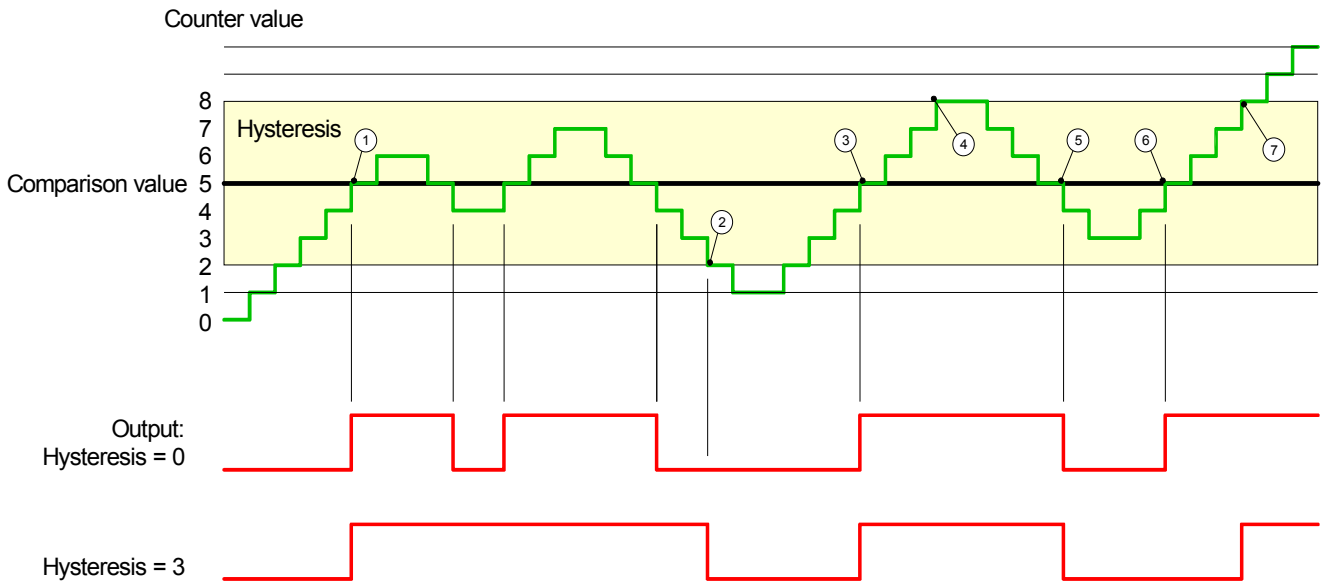 Counter value
8
7
Hysteresis
1
3
4
5
6
7
6
Comparison value 5
4
3
2
2
1
0
Output:
Hysteresis = 0
Hysteresis = 3